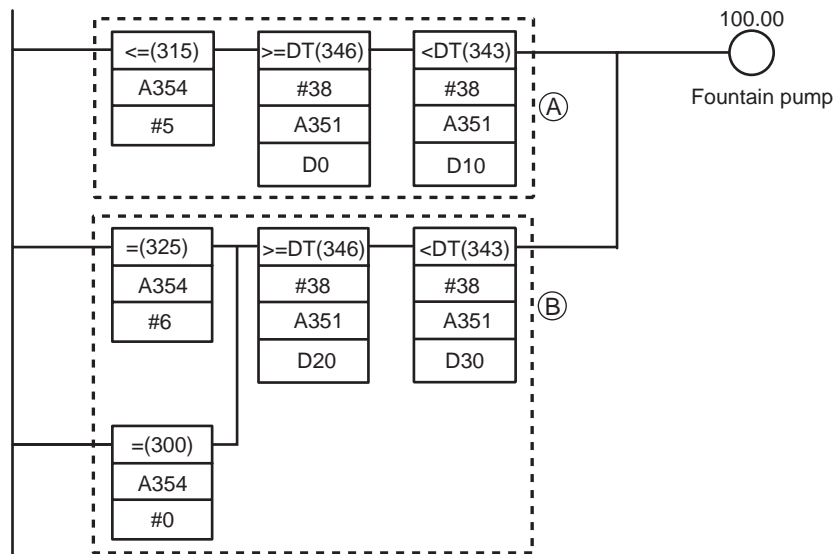 100.00
Fountain pump
<=(315) >=DT(346) <DT(343)
A354 #38 #38
#5 A351 A351
D0 D10
A
=(325) >=DT(346) <DT(343)
A354 #38 #38
#6 A351 A351
D20 D30
B
=(300)
A354
#0